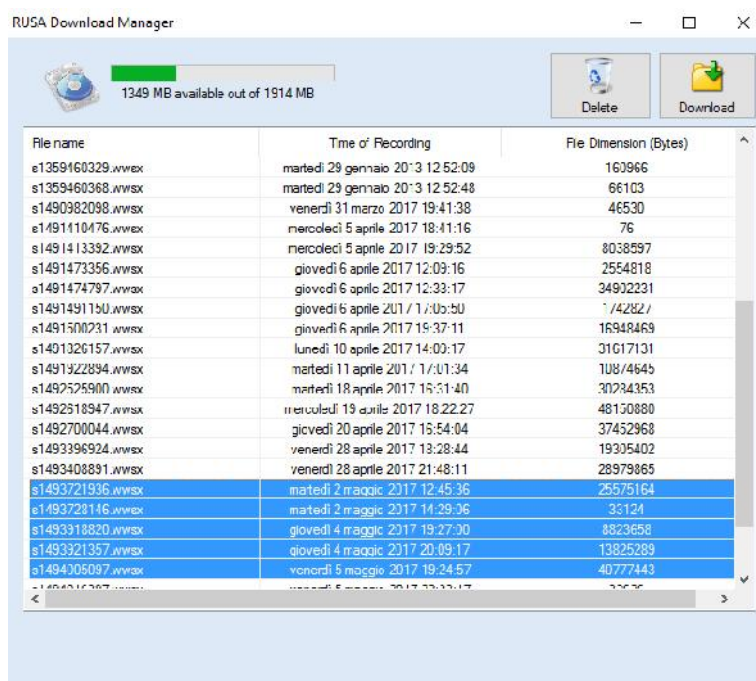 RUSA Download Manager
1349 MB available out of 1914 MB
Delete
Download
File name Time of Recording File Dimension (Bytes)
s1359460329.wwsx martedì 29 gennaio 2013 12:52:09 160966
s1359460368.wwsx martedì 29 gennaio 2013 12:52:48 66103
s1490982098.wwsx venerdì 31 marzo 2017 19:41:38 46530
s1491410476.wwsx mercoledì 5 aprile 2017 18:41:16 76
s1491413392.wwsx mercoledì 5 aprile 2017 19:29:52 8038597
s1491473356.wwsx giovedì 6 aprile 2017 12:09:16 2554818
s1491474797.wwsx giovedì 6 aprile 2017 12:33:17 34902231
s1491491150.wwsx giovedì 6 aprile 2017 17:05:50 1742827
s1491500231.wwsx giovedì 6 aprile 2017 19:37:11 16948469
s1491826157.wwsx lunedì 10 aprile 2017 14:09:17 31617131
s1491922894.wwsx martedì 11 aprile 2017 17:01:34 10874645
s1492525900.wwsx martedì 18 aprile 2017 16:31:40 30284353
s1492618947.wwsx mercoledì 19 aprile 2017 18:22:27 48150880
s1492700044.wwsx giovedì 20 aprile 2017 16:54:04 37452968
s1493396924.wwsx venerdì 28 aprile 2017 18:28:44 19305402
s1493408891.wwsx venerdì 28 aprile 2017 21:48:11 28979865
s1493721936.wwsx martedì 2 maggio 2017 12:45:36 25575164
s1493728146.wwsx martedì 2 maggio 2017 14:29:06 33124
s1493918820.wwsx giovedì 4 maggio 2017 19:27:00 8823658
s1493921357.wwsx giovedì 4 maggio 2017 20:09:17 13825289
s1494005097.wwsx venerdì 5 maggio 2017 19:24:57 40777443